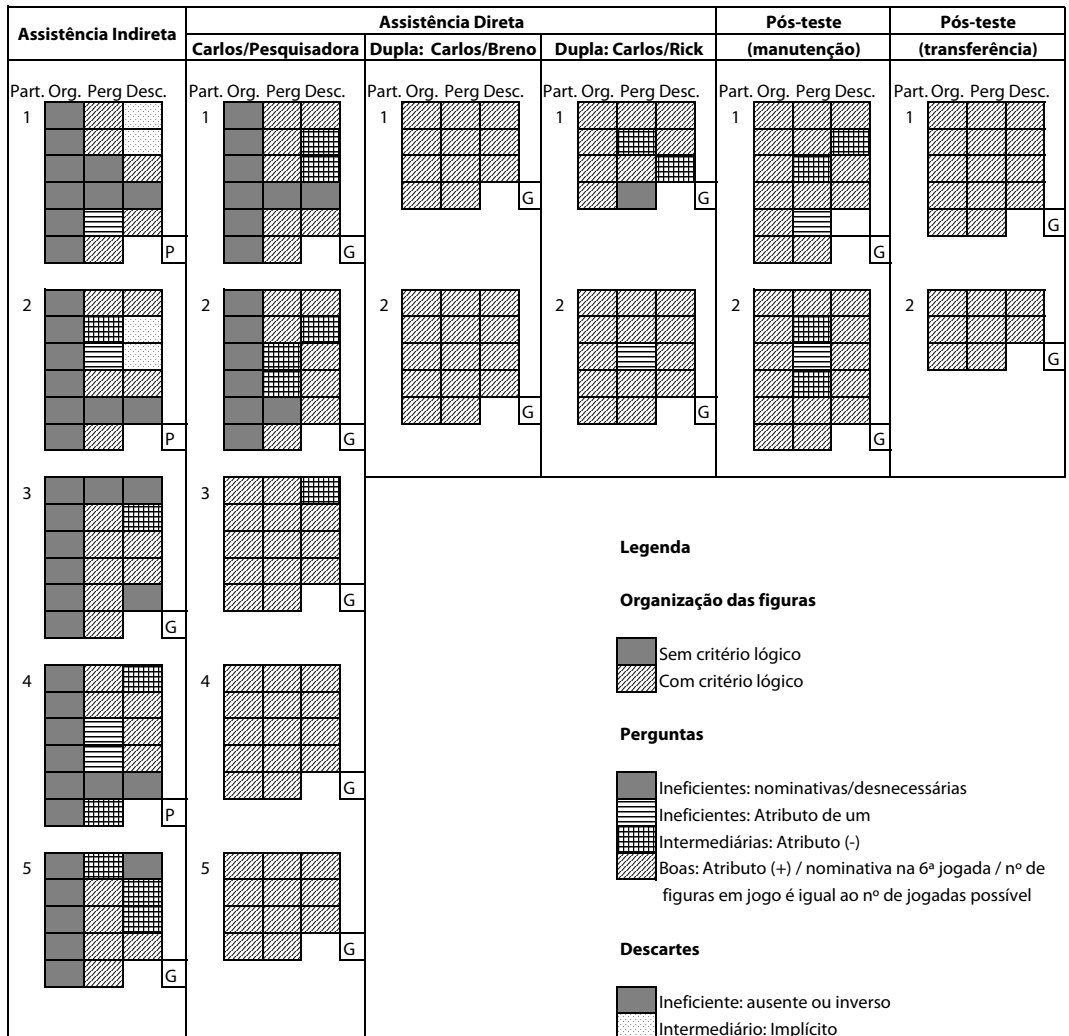 Assistência Indireta
Assistência Direta
Pós-teste
(manutenção)
Pós-teste
(transferência)
Carlos/Pesquisadora
Dupla: Carlos/Breno
Dupla: Carlos/Rick
Part. Org. Perg Desc.
Part. Org. Perg Desc.
Part. Org. Perg Desc.
Part. Org. Perg Desc.
Part. Org. Perg Desc.
Part. Org. Perg Desc.
1 P
1 G
1 G
1 G
1 G
1 G
2 P
2 G
2 G
2 G
2 G
2 G
3 G
3 G
4 P
4 G
5 G
5 G
Legenda
Organização das figuras
Sem critério lógico
Com critério lógico
Perguntas
Ineficientes: nominativas/desnecessárias
Ineficientes: Atributo de um
Intermediárias: Atributo (-)
Boas: Atributo (+) / nominativa na 6ª jogada / nº de
figuras em jogo é igual ao nº de jogadas possível
Descartes
Ineficiente: ausente ou inverso
Intermediário: Implícito